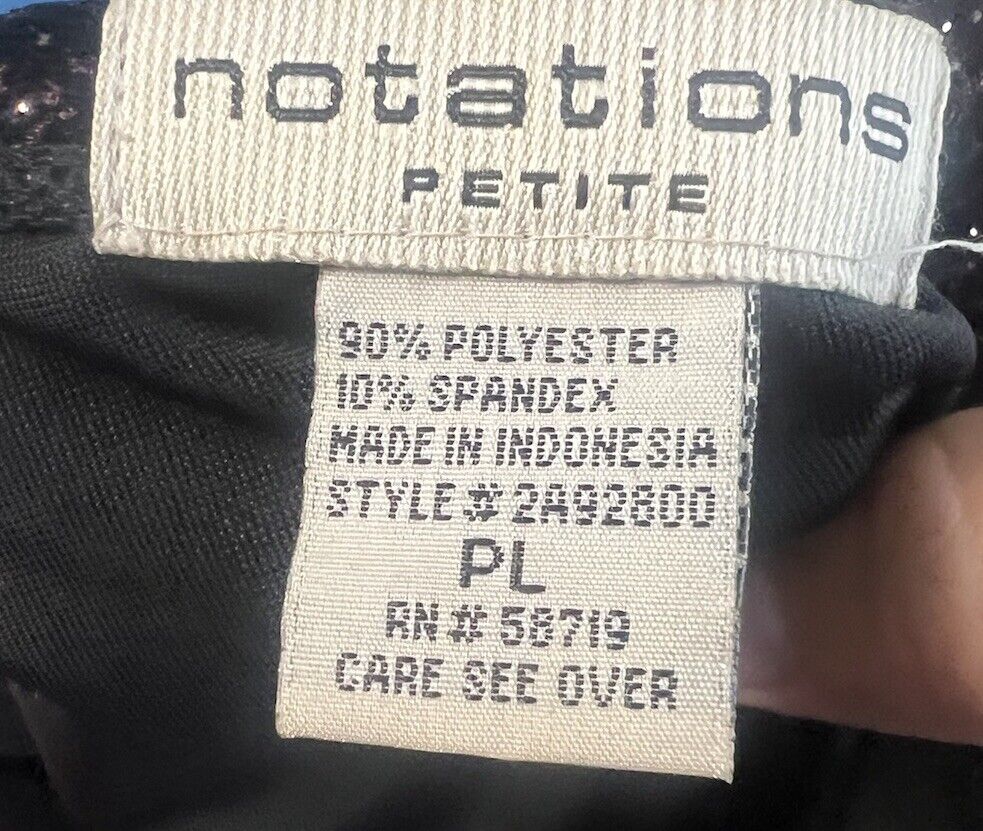 notations
PETITE
90% POLYESTER
10% SPANDEX
MADE IN INDONESIA
STYLE # 2A92800
PL
RN # 58719
CARE SEE OVER